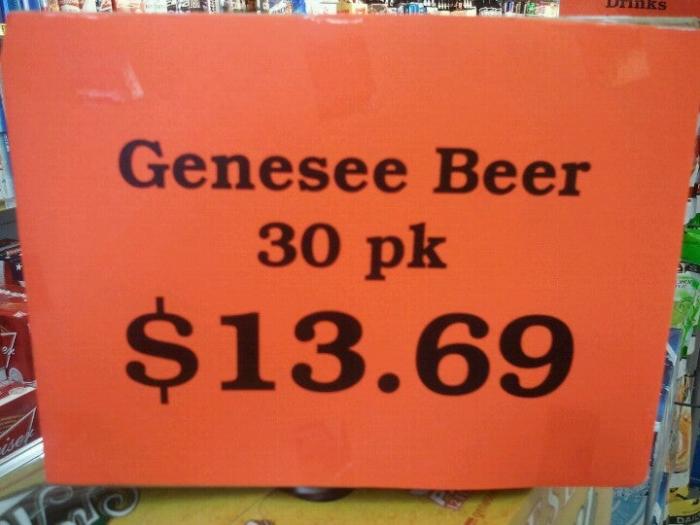 Drinks
Genesee Beer
30 pk
$13.69